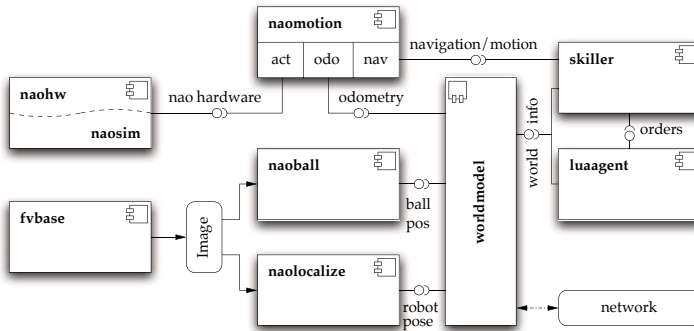 naomotion
act odo nav
navigation/motion
skiller
naohw
naosim
nao hardware
odometry
world info
orders
naoball
luaagent
ball
pos
worldmodel
fvbase
Image
naolocalize
robot
pose
network